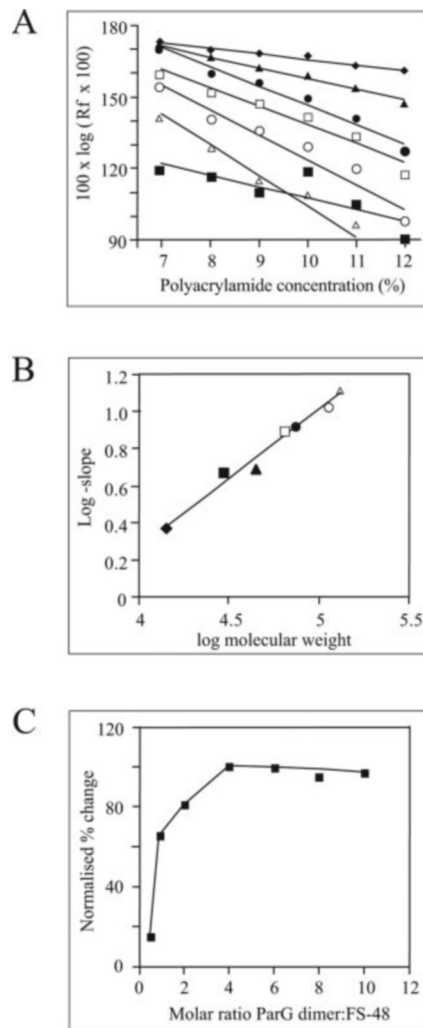 A
180
150
120
90
100 x log ( Rf x 100)
7 8 9 10 11 12
Polyacrylamide concentration (%)
B
1.2
1.0
0.8
0.6
0.4
0.2
0
Log -slope
4 4.5 5 5.5
log molecular weight
C
120
80
40
0
Normalised % change
0 2 4 6 8 10 12
Molar ratio ParG dimer:FS-48